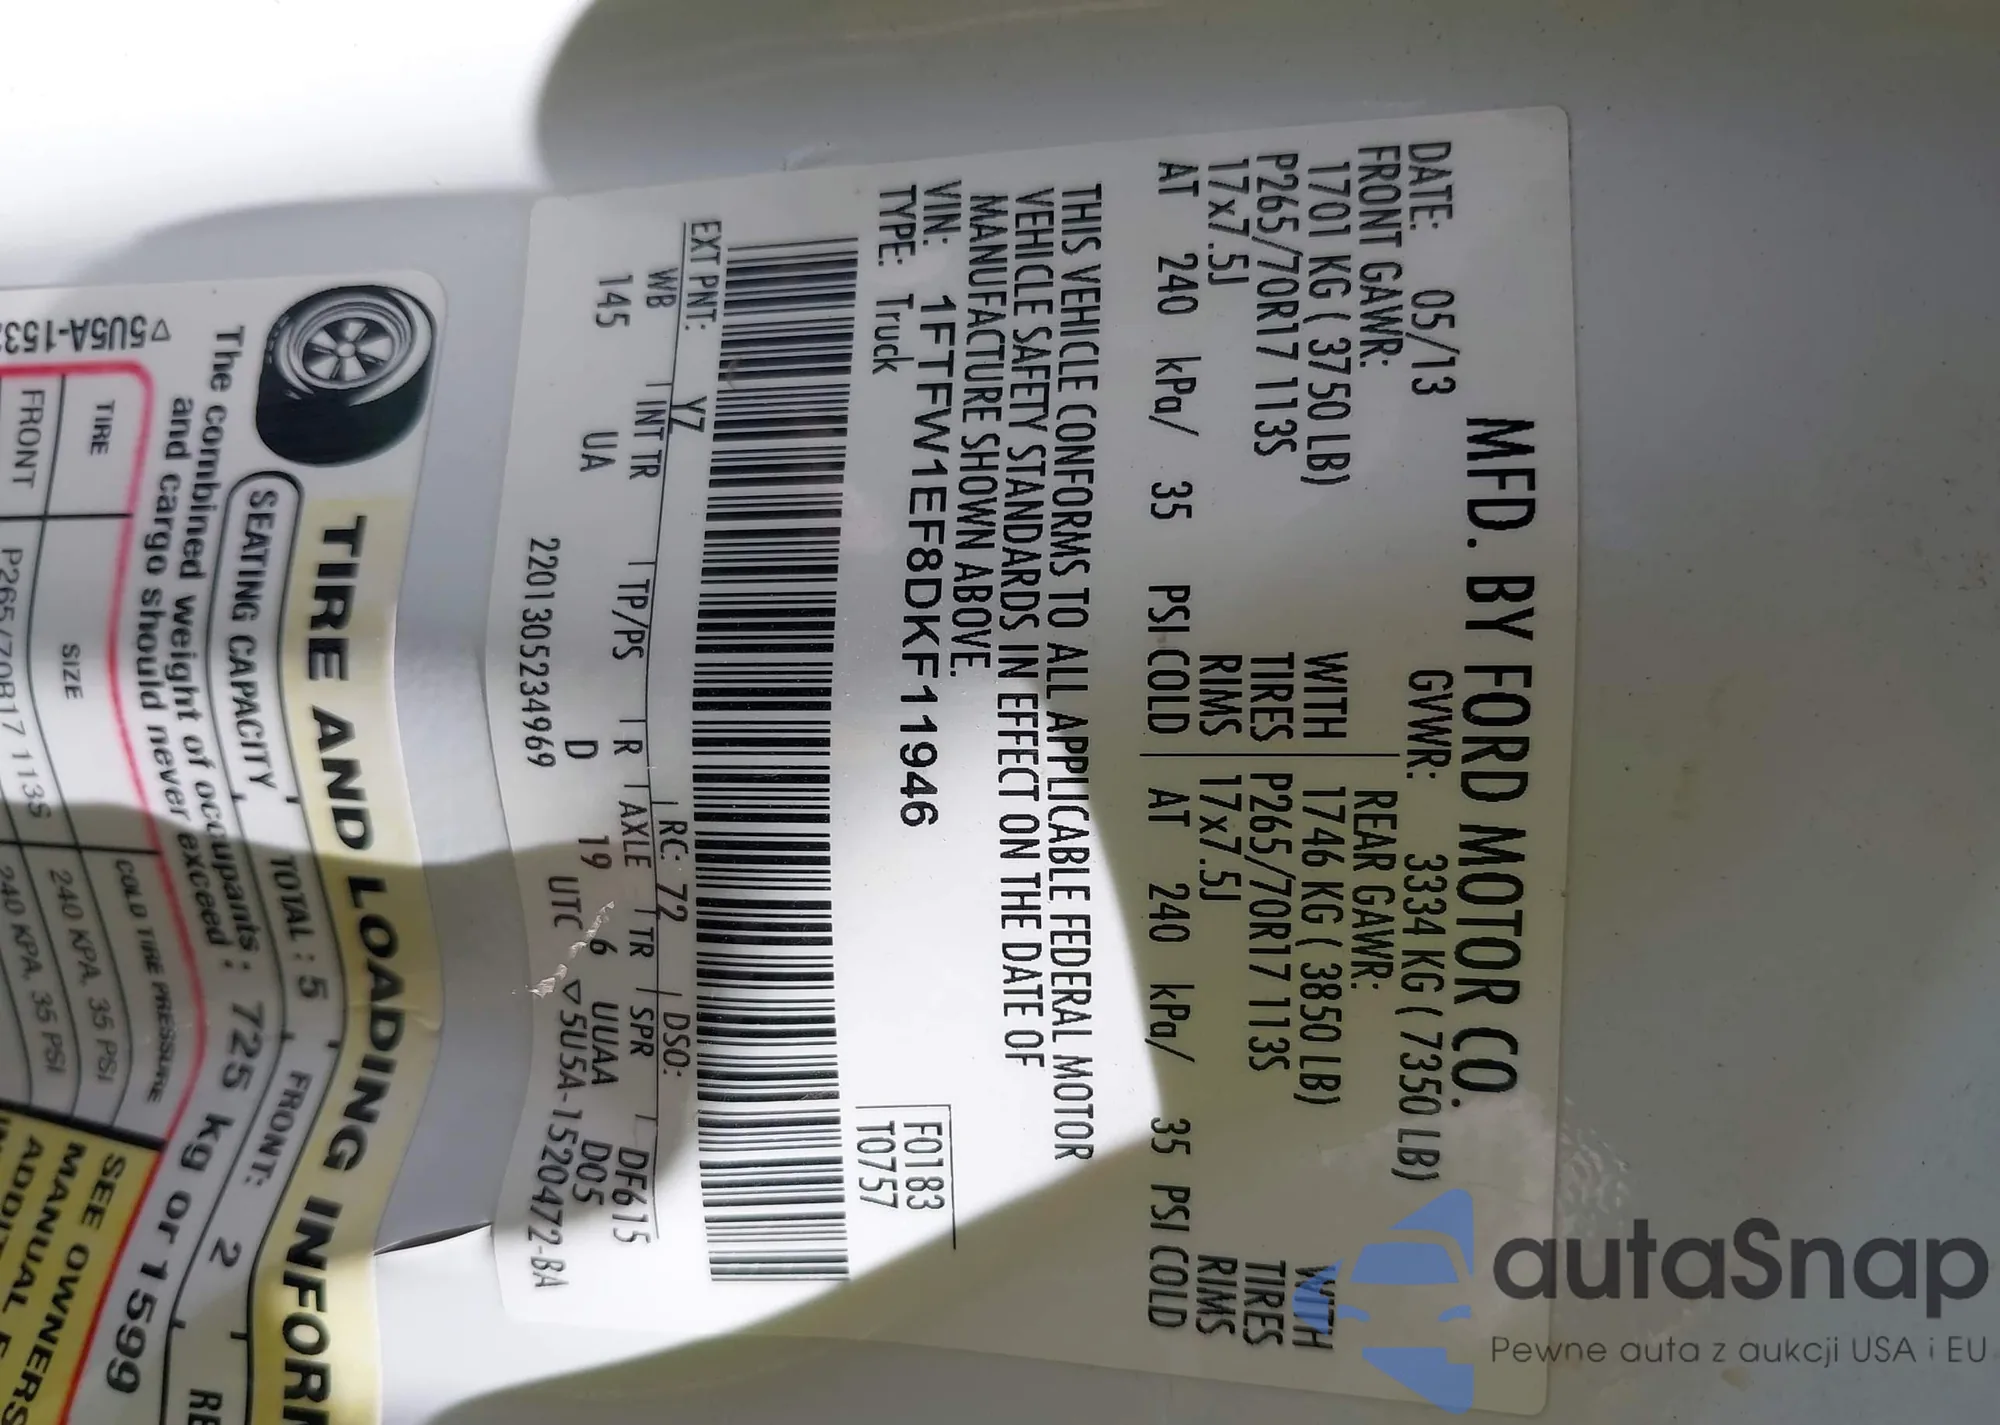 MFD. BY FORD MOTOR CO.
DATE: 05/13 GVWR: 3334 KG ( 7350 LB)
FRONT GAWR: REAR GAWR:
1701 KG ( 3750 LB) WITH 1746 KG ( 3850 LB) WITH
P265/70R17 113S TIRES P265/70R17 113S TIRES
17x7.5J RIMS 17x7.5J RIMS
AT 240 kPa/ 35 PSI COLD AT 240 kPa/ 35 PSI COLD
THIS VEHICLE CONFORMS TO ALL APPLICABLE FEDERAL MOTOR
VEHICLE SAFETY STANDARDS IN EFFECT ON THE DATE OF
MANUFACTURE SHOWN ABOVE.
VIN: 1FTFW1EF8DKF11946 F0183
TYPE: Truck T0757
EXT PNT: YZ RC: 72 DSO:
WB INT TR TP/PS R AXLE TR SPR DF615
145 UA D 19 6 UUAA D05
2201305234969 UTC ▽5U5A-1520472-BA
TIRE AND LOADING INFOR
SEATING CAPACITY TOTAL : 5 FRONT: 2 RE
The combined weight of occupants
and cargo should never exceed : 725 kg or 1599
TIRE SIZE COLD TIRE PRESSURE
FRONT P265/70R17 113S 240 KPA, 35 PSI
240 KPA, 35 PSI
SEE OWNERS
MANUAL F
ADDIT
▽5U5A-153
autaSnap
Pewne auta z aukcji USA i EU